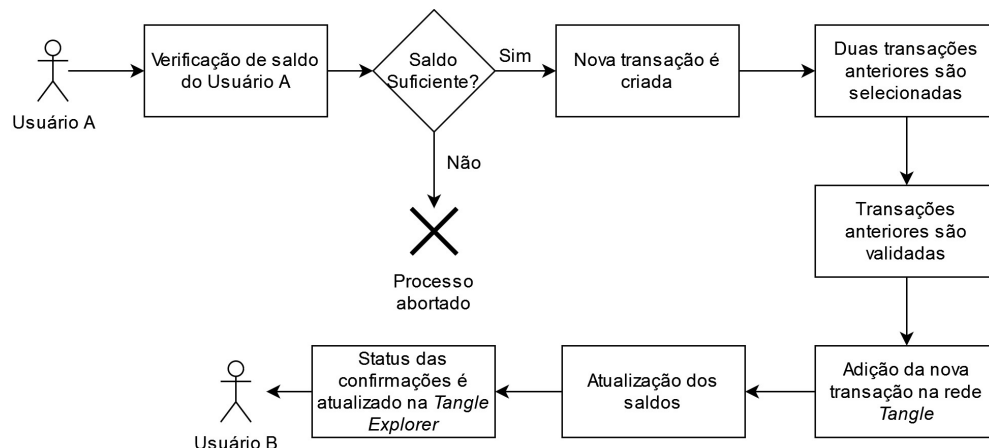 Usuário A
Verificação de saldo
do Usuário A
Saldo
Suficiente?
Sim
Não
Processo
abortado
Nova transação é
criada
Duas transações
anteriores são
selecionadas
Transações
anteriores são
validadas
Adição da nova
transação na rede
Tangle
Atualização dos
saldos
Status das
confirmações é
atualizado na Tangle
Explorer
Usuário B